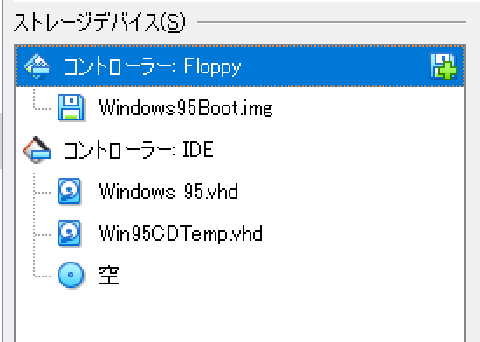 ストレージデバイス(S)
コントローラー: Floppy
Windows95Boot.img
コントローラー: IDE
Windows 95.vhd
Win95CDTemp.vhd
空